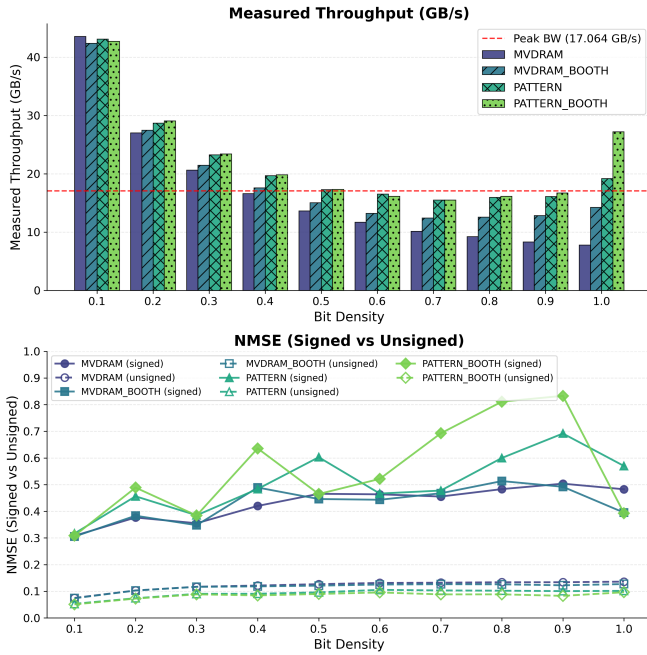 Measured Throughput (GB/s)
Measured Throughput (GB/s)
40
30
20
10
0
Peak BW (17.064 GB/s)
MVDRAM
MVDRAM_BOOTH
PATTERN
PATTERN_BOOTH
0.1 0.2 0.3 0.4 0.5 0.6 0.7 0.8 0.9 1.0
Bit Density
NMSE (Signed vs Unsigned)
NMSE (Signed vs Unsigned)
1.0
0.9
0.8
0.7
0.6
0.5
0.4
0.3
0.2
0.1
0.0
MVDRAM (signed)
MVDRAM (unsigned)
MVDRAM_BOOTH (signed)
MVDRAM_BOOTH (unsigned)
PATTERN (signed)
PATTERN (unsigned)
PATTERN_BOOTH (signed)
PATTERN_BOOTH (unsigned)
0.1 0.2 0.3 0.4 0.5 0.6 0.7 0.8 0.9 1.0
Bit Density